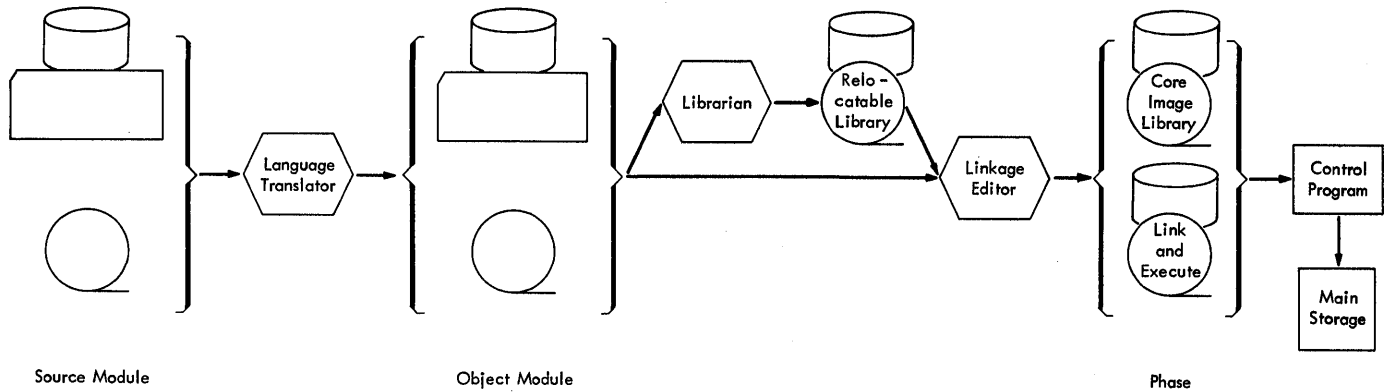 Language
Translator
Librarian
Relo -
catable
Library
Linkage
Editor
Core
Image
Library
Link
and
Execute
Control
Program
Main
Storage
Source Module
Object Module
Phase